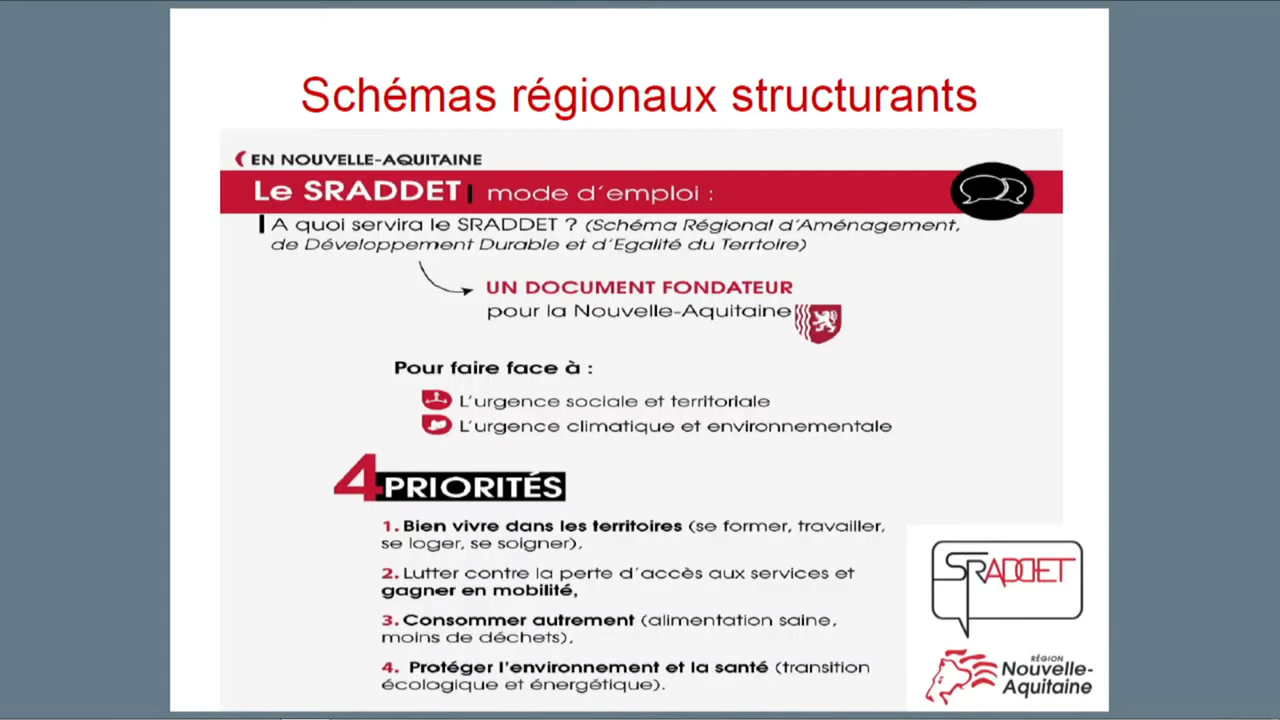 Schémas régionaux structurants
EN NOUVELLE-AQUITAINE
Le SRADDET mode d'emploi :
A quoi servira le SRADDET ? (Schéma Régional d'Aménagement,
de Développement Durable et d'Egalité du Terrtoire)
UN DOCUMENT FONDATEUR
pour la Nouvelle-Aquitaine
Pour faire face à :
L'urgence sociale et territoriale
L'urgence climatique et environnementale
4 PRIORITÉS
1. Bien vivre dans les territoires (se former, travailler,
se loger, se soigner),
2. Lutter contre la perte d'accès aux services et
gagner en mobilité,
3. Consommer autrement (alimentation saine,
moins de déchets),
4. Protéger l'environnement et la santé (transition
écologique et énergétique).
SRADDET
RÉGION
Nouvelle-
Aquitaine